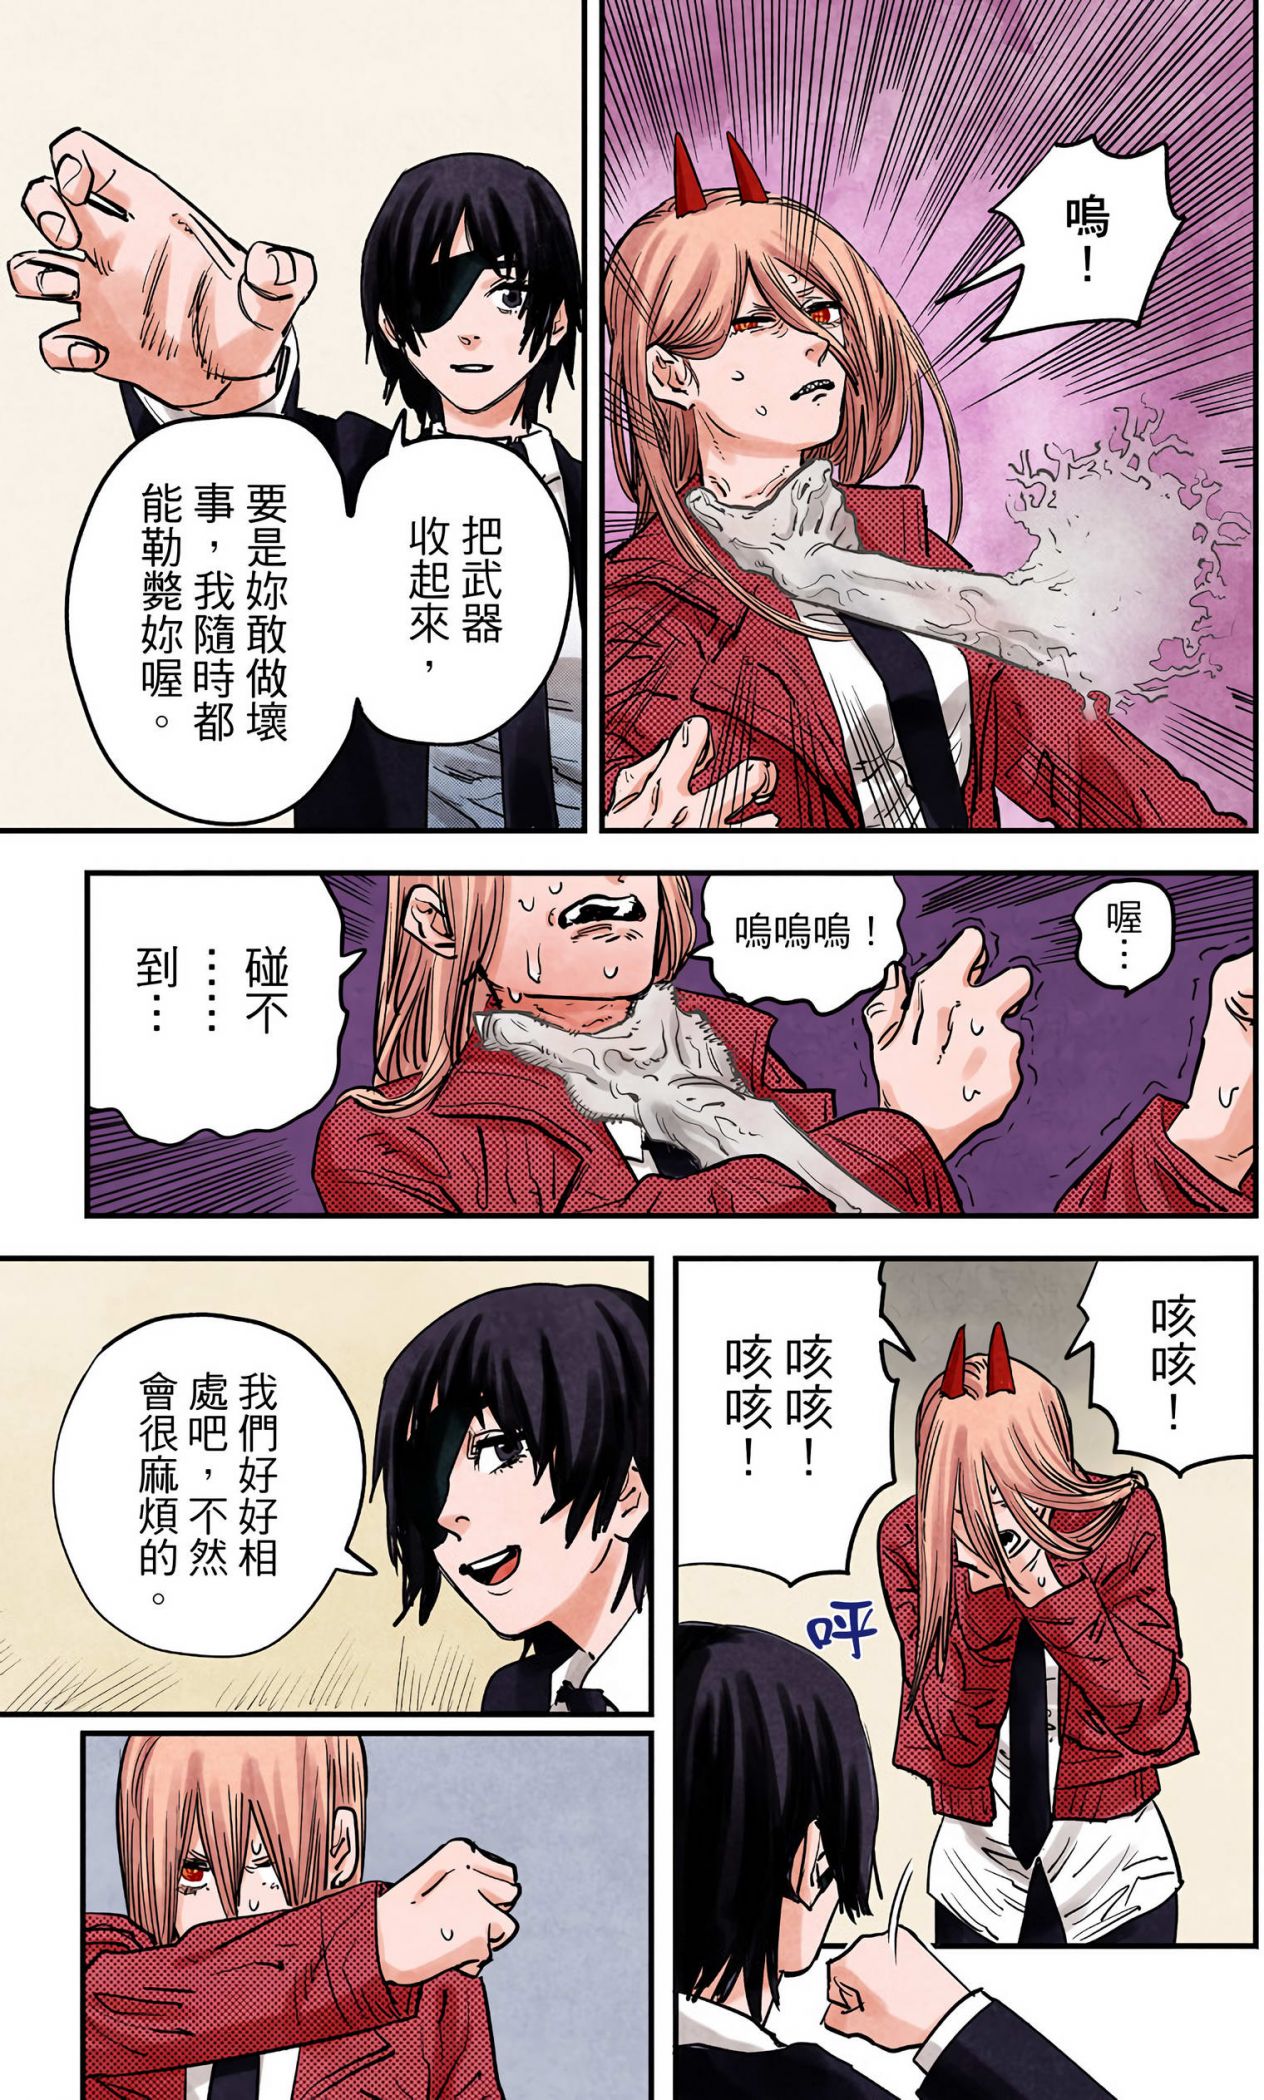 嗚！
把武器
收起來，
要是妳敢做壞
事，我隨時都
能勒斃妳喔。
喔…
嗚嗚嗚！
碰不
……
到…
咳咳！
咳咳！
咳咳！
呼
我們好好相
處吧，不然
會很麻煩的。